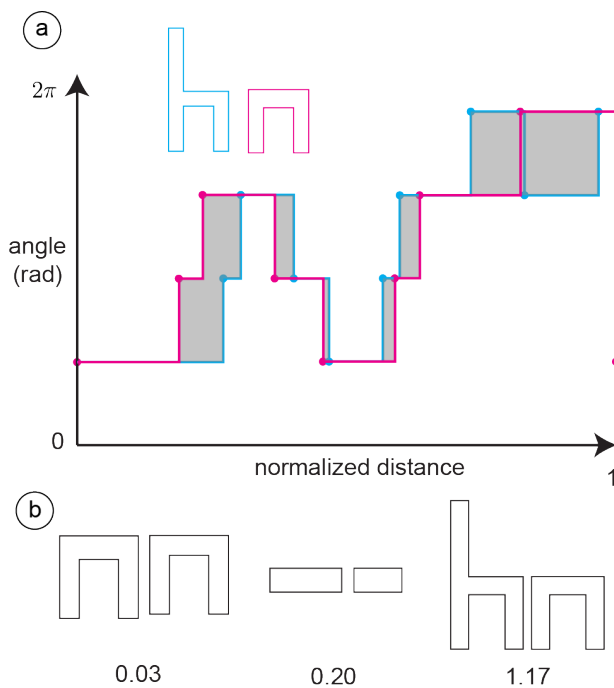 a
2π
angle
(rad)
0
normalized distance
1
b
0.03
0.20
1.17